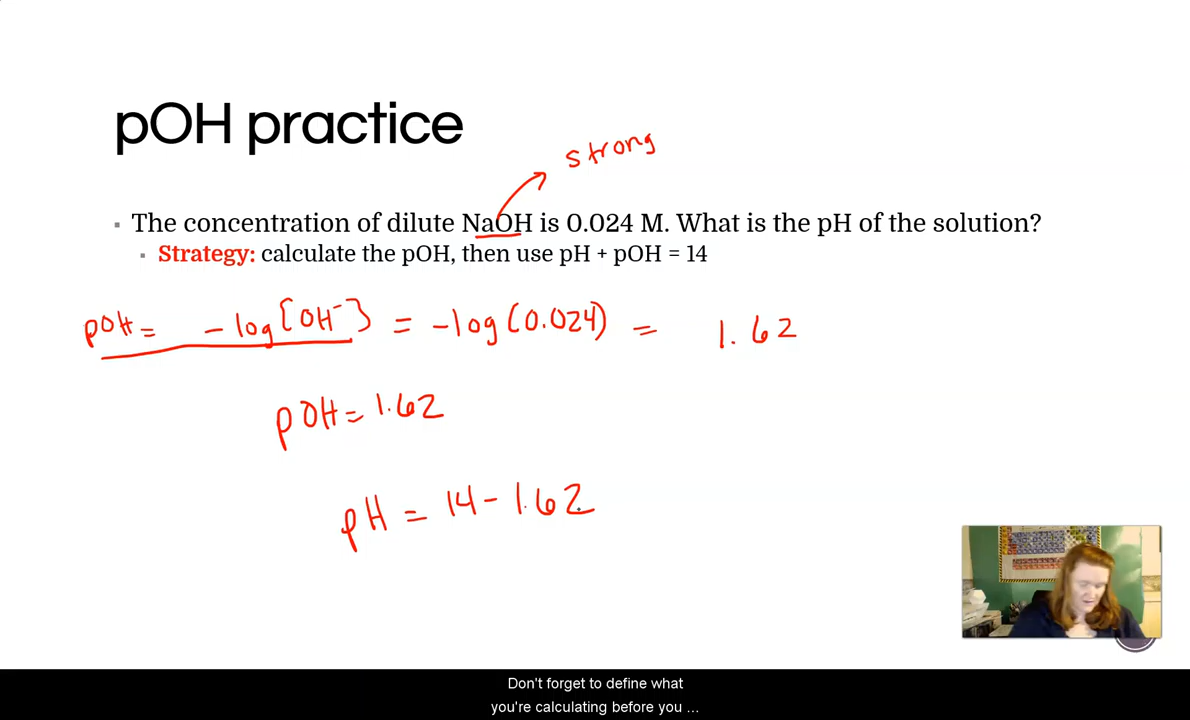 pOH practice
strong
▪ The concentration of dilute NaOH is 0.024 M. What is the pH of the solution?
▪ Strategy: calculate the pOH, then use pH + pOH = 14
pOH = -log[OH⁻] = -log(0.024) = 1.62
pOH = 1.62
pH = 14 - 1.62
Don't forget to define what
you're calculating before you ...